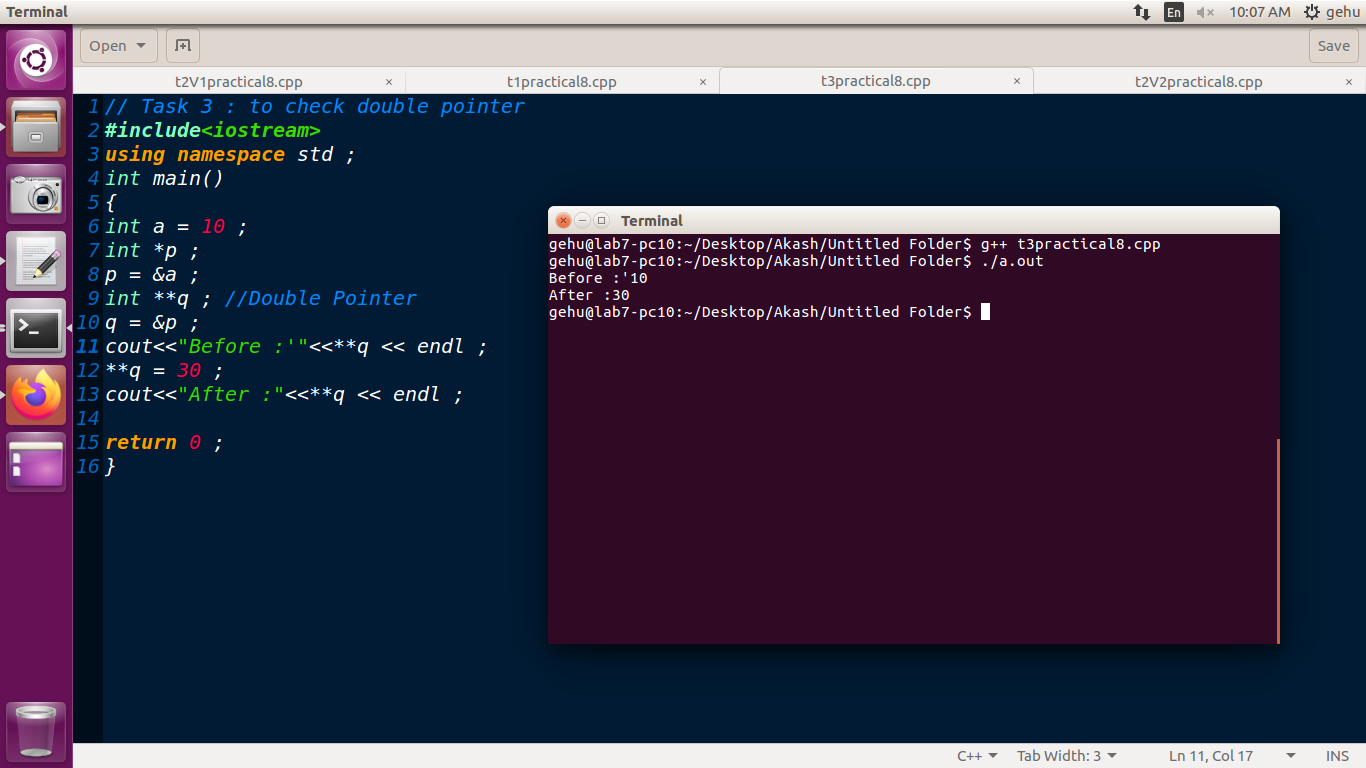 Terminal
En
10:07 AM
gehu
Open
Save
t2V1practical8.cpp
t1practical8.cpp
t3practical8.cpp
t2V2practical8.cpp
1 // Task 3 : to check double pointer
2 #include<iostream>
3 using namespace std ;
4 int main()
5 {
6 int a = 10 ;
7 int *p ;
8 p = &a ;
9 int **q ; //Double Pointer
10 q = &p ;
11 cout<<"Before :'"<<**q << endl ;
12 **q = 30 ;
13 cout<<"After :"<<**q << endl ;
14
15 return 0 ;
16 }
Terminal
gehu@lab7-pc10:~/Desktop/Akash/Untitled Folder$ g++ t3practical8.cpp
gehu@lab7-pc10:~/Desktop/Akash/Untitled Folder$ ./a.out
Before :'10
After :30
gehu@lab7-pc10:~/Desktop/Akash/Untitled Folder$
C++
Tab Width: 3
Ln 11, Col 17
INS